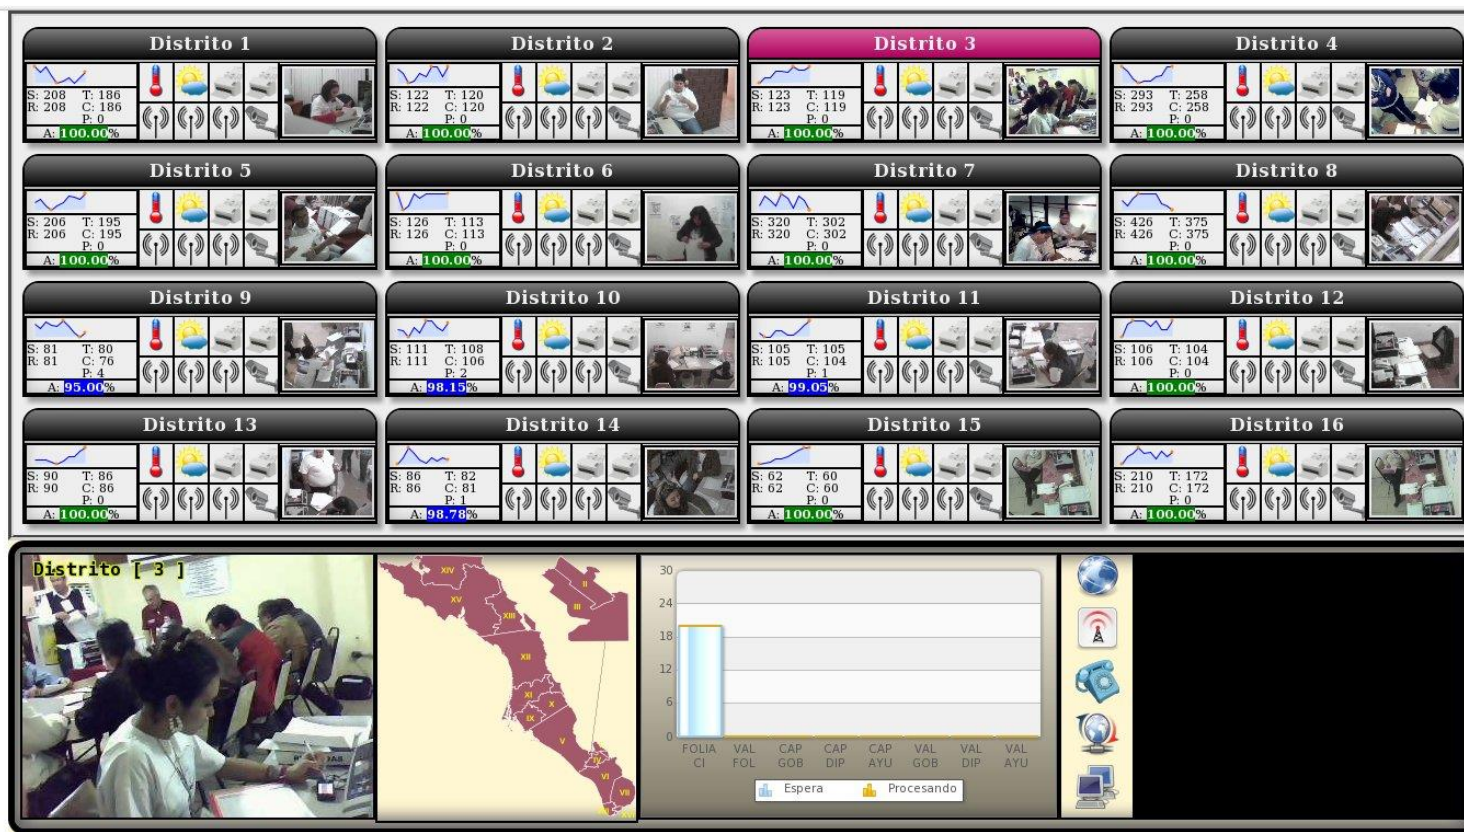 Distrito 1
S: 208 T: 186
R: 208 C: 186
P: 0
A: 100.00%
Distrito 2
S: 122 T: 120
R: 122 C: 120
P: 0
A: 100.00%
Distrito 3
S: 123 T: 119
R: 123 C: 119
P: 0
A: 100.00%
Distrito 4
S: 293 T: 258
R: 293 C: 258
P: 0
A: 100.00%
Distrito 5
S: 206 T: 195
R: 206 C: 195
P: 0
A: 100.00%
Distrito 6
S: 126 T: 113
R: 126 C: 113
P: 0
A: 100.00%
Distrito 7
S: 320 T: 302
R: 320 C: 302
P: 0
A: 100.00%
Distrito 8
S: 426 T: 375
R: 426 C: 375
P: 0
A: 100.00%
Distrito 9
S: 81 T: 80
R: 81 C: 76
P: 4
A: 95.00%
Distrito 10
S: 111 T: 108
R: 111 C: 106
P: 2
A: 98.15%
Distrito 11
S: 105 T: 105
R: 105 C: 104
P: 1
A: 99.05%
Distrito 12
S: 106 T: 104
R: 106 C: 104
P: 0
A: 100.00%
Distrito 13
S: 90 T: 86
R: 90 C: 86
P: 0
A: 100.00%
Distrito 14
S: 86 T: 82
R: 86 C: 81
P: 1
A: 98.78%
Distrito 15
S: 62 T: 60
R: 62 C: 60
P: 0
A: 100.00%
Distrito 16
S: 210 T: 172
R: 210 C: 172
P: 0
A: 100.00%
Distrito [ 3 ]
XIV
XV
XIII
II
III
XII
XI
X
IX
V
IV
VI
VII
30
24
18
12
6
0
FOLIA CI
VAL FOL
CAP GOB
CAP DIP
CAP AYU
VAL GOB
VAL DIP
VAL AYU
Espera
Procesando